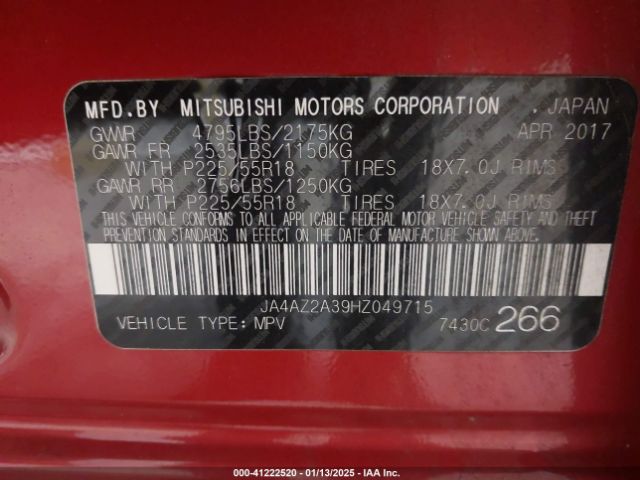 MFD.BY MITSUBISHI MOTORS CORPORATION . JAPAN
GVWR 4795LBS/2175KG APR 2017
GAWR FR 2535LBS/1150KG
WITH P225/55R18 TIRES 18X7.0J RIMS
GAWR RR 2756LBS/1250KG
WITH P225/55R18 TIRES 18X7.0J RIMS
THIS VEHICLE CONFORMS TO ALL APPLICABLE FEDERAL MOTOR VEHICLE SAFETY AND THEFT
PREVENTION STANDARDS IN EFFECT ON THE DATE OF MANUFACTURE SHOWN ABOVE.
JA4AZ2A39HZ049715
VEHICLE TYPE:MPV 7430C 266
000-41222520 - 01/13/2025 - IAA Inc.